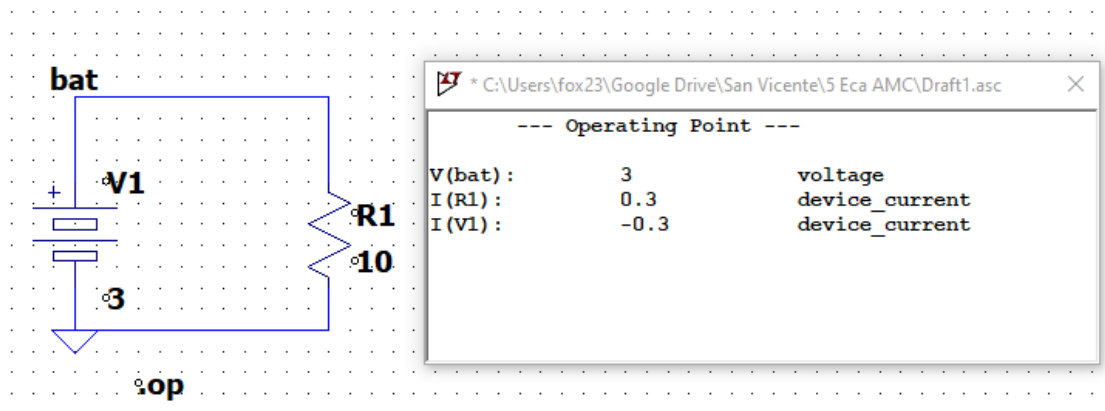 bat
V1
3
R1
10
.op
* C:\Users\fox23\Google Drive\San Vicente\5 Eca AMC\Draft1.asc
--- Operating Point ---
V(bat): 3 voltage
I(R1): 0.3 device_current
I(V1): -0.3 device_current